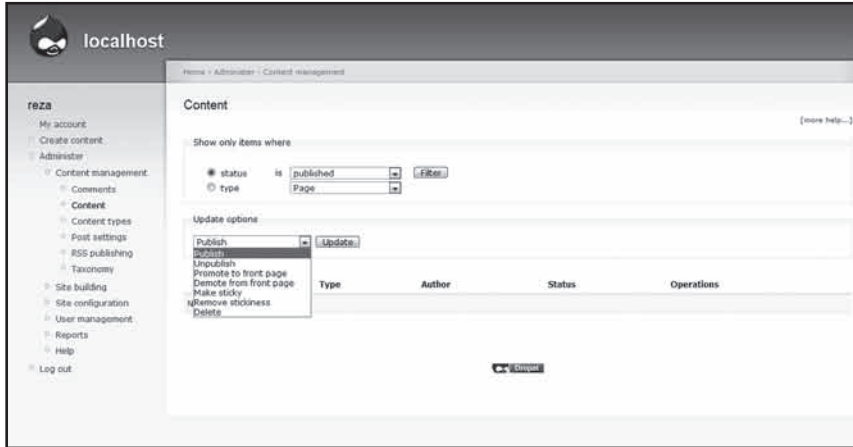 localhost
Home › Administer › Content management
reza
My account
Create content
Administer
Content management
Comments
Content
Content types
Post settings
RSS publishing
Taxonomy
Site building
Site configuration
User management
Reports
Help
Log out
Content
[more help...]
Show only items where
status is published Filter
type Page
Update options
Publish Update
Publish
Unpublish
Promote to front page
Demote from front page
Make sticky
Remove stickiness
Delete
Type Author Status Operations
N
Drupal